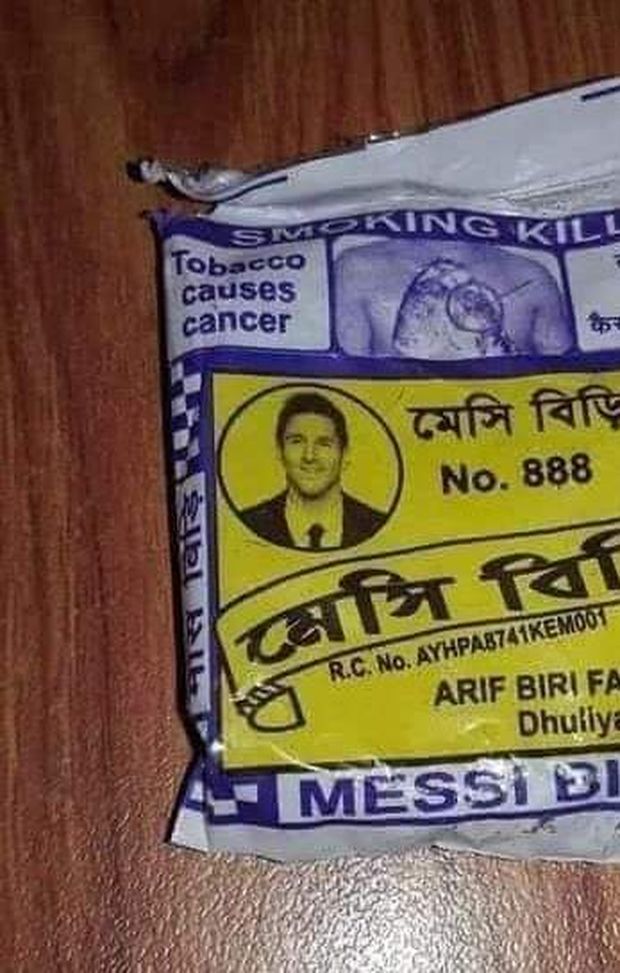 SMOKING KILL
Tobacco
causes
cancer
মেসি বিড়ি
No. 888
মেসি বি
R.C. No. AYHPA8741KEM001
ARIF BIRI FA
Dhuliya
MESSI BI
বিড়ি